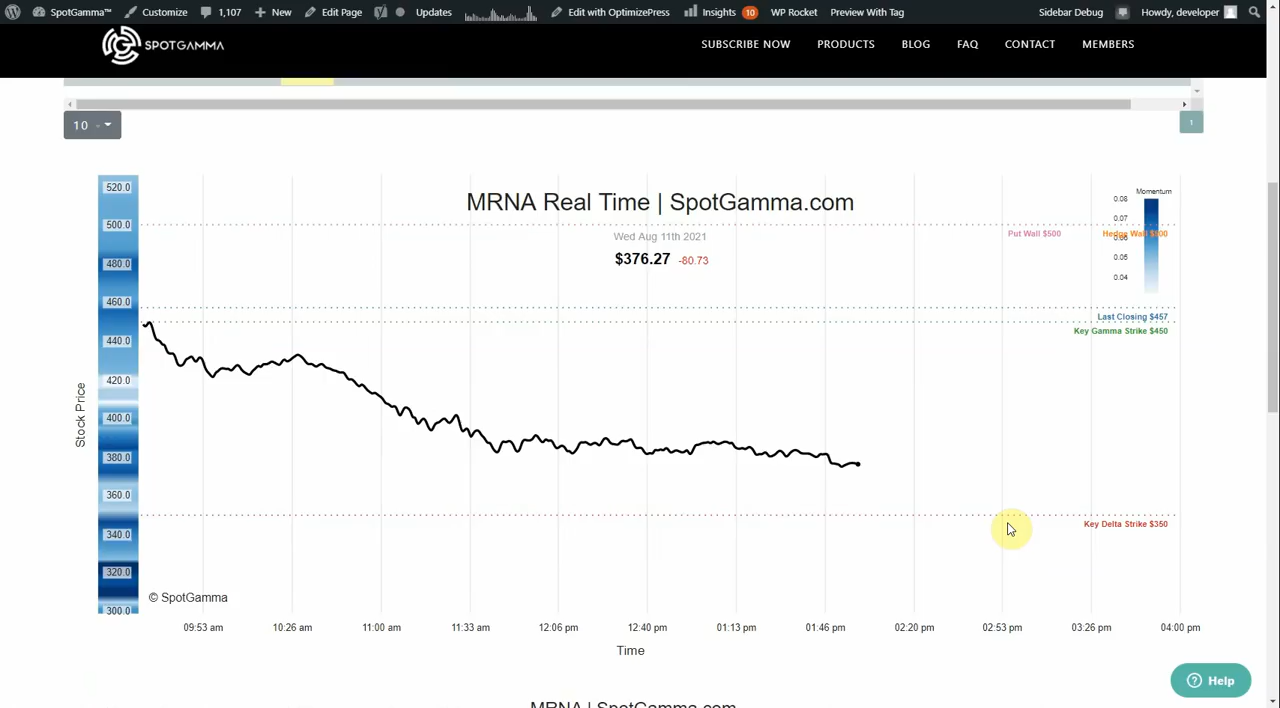 SpotGamma™ Customize 1,107 New Edit Page Updates Edit with OptimizePress Insights 10 WP Rocket Preview With Tag Sidebar Debug Howdy, developer
SPOTGAMMA SUBSCRIBE NOW PRODUCTS BLOG FAQ CONTACT MEMBERS
10
1
MRNA Real Time | SpotGamma.com
Wed Aug 11th 2021
$376.27 -80.73
Momentum
0.08
0.07
0.06
0.05
0.04
Put Wall $500
Hedge Wall $500
Last Closing $457
Key Gamma Strike $450
Key Delta Strike $350
Stock Price
520.0
500.0
480.0
460.0
440.0
420.0
400.0
380.0
360.0
340.0
320.0
300.0
© SpotGamma
09:53 am 10:26 am 11:00 am 11:33 am 12:06 pm 12:40 pm 01:13 pm 01:46 pm 02:20 pm 02:53 pm 03:26 pm 04:00 pm
Time
Help
MRNA | SpotGamma.com